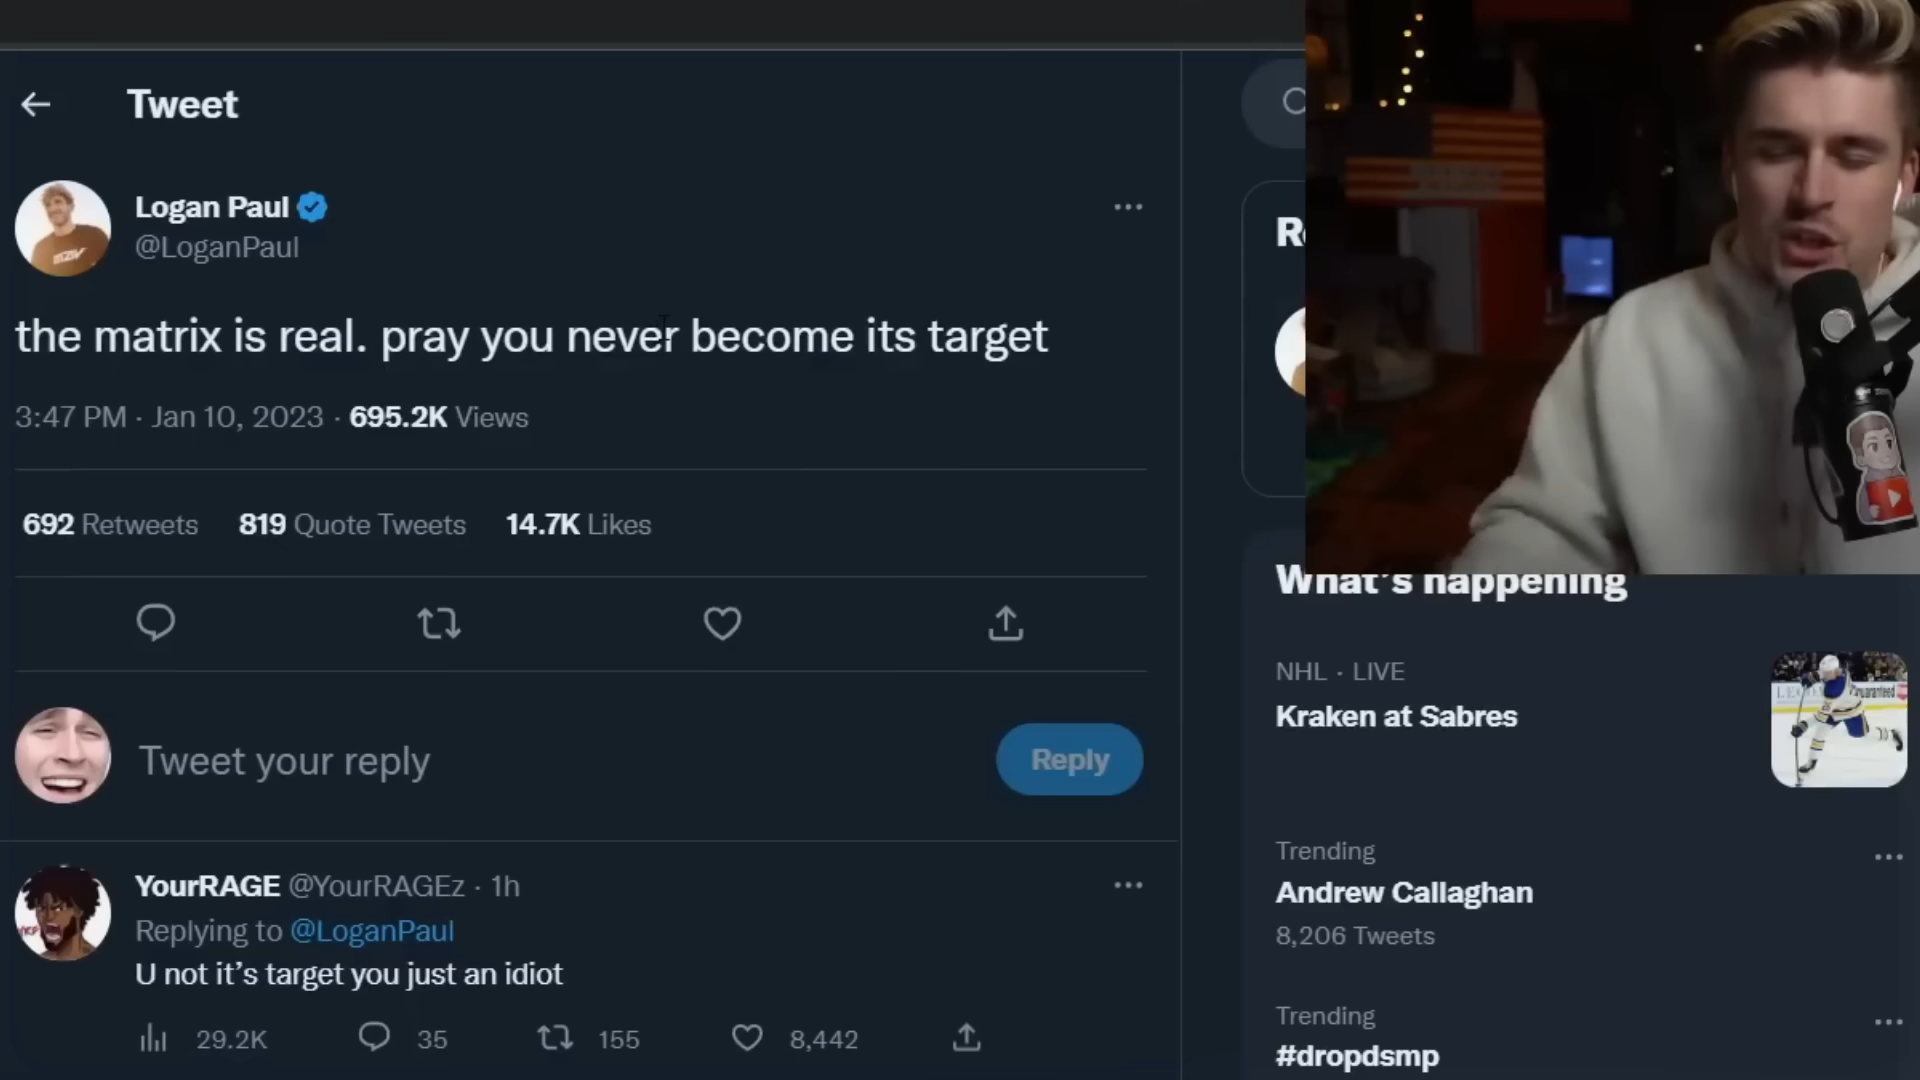 Tweet
Logan Paul
@LoganPaul
the matrix is real. pray you never become its target
3:47 PM · Jan 10, 2023 · 695.2K Views
692 Retweets 819 Quote Tweets 14.7K Likes
Tweet your reply
Reply
YourRAGE @YourRAGEz · 1h
Replying to @LoganPaul
U not it’s target you just an idiot
29.2K 35 155 8,442
What's happening
NHL · LIVE
Kraken at Sabres
Trending
Andrew Callaghan
8,206 Tweets
Trending
#dropdsmp